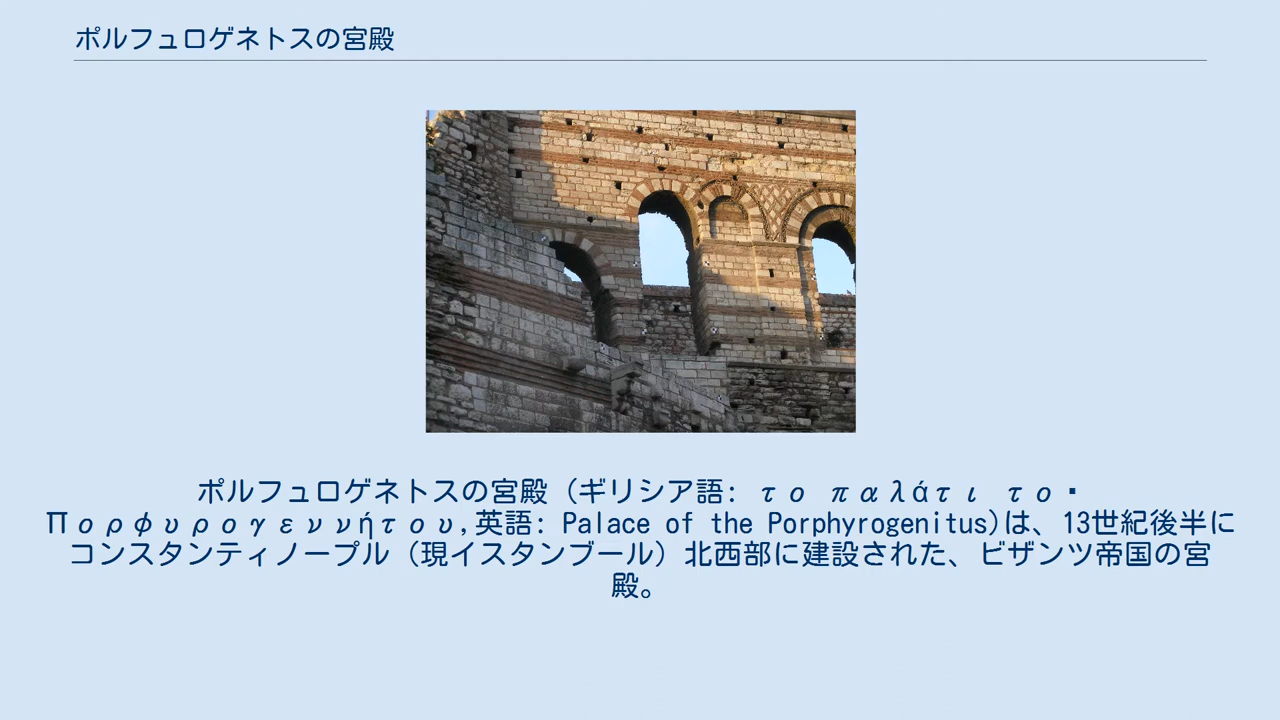 ポルフュロゲネトスの宮殿
ポルフュロゲネトスの宮殿（ギリシア語: το παλάτι το
Πορφυρογεννήτου,英語: Palace of the Porphyrogenitus)は、13世紀後半に
コンスタンティノープル（現イスタンブール）北西部に建設された、ビザンツ帝国の宮
殿。